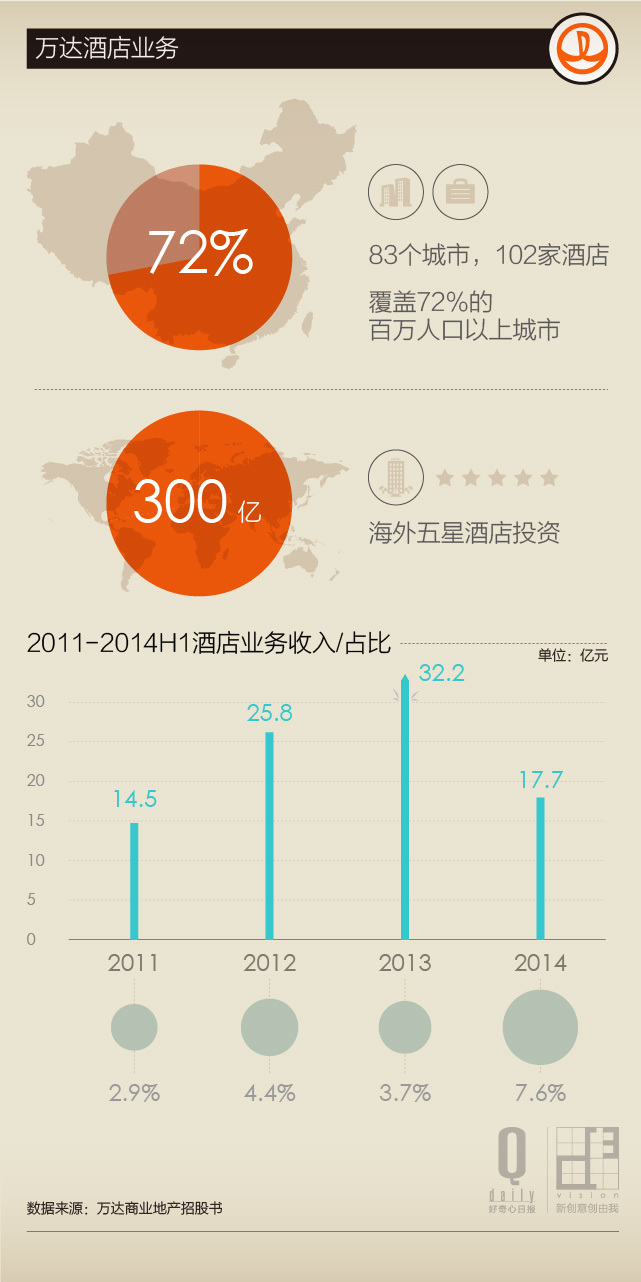 万达酒店业务
72%
83个城市，102家酒店
覆盖72%的
百万人口以上城市
300亿
海外五星酒店投资
2011-2014H1酒店业务收入/占比
单位：亿元
32.2
30
25.8
25
20
17.7
14.5
15
10
5
0
2011 2012 2013 2014
2.9% 4.4% 3.7% 7.6%
Q
daily
vision
好奇心日报
新创意创由我
数据来源：万达商业地产招股书